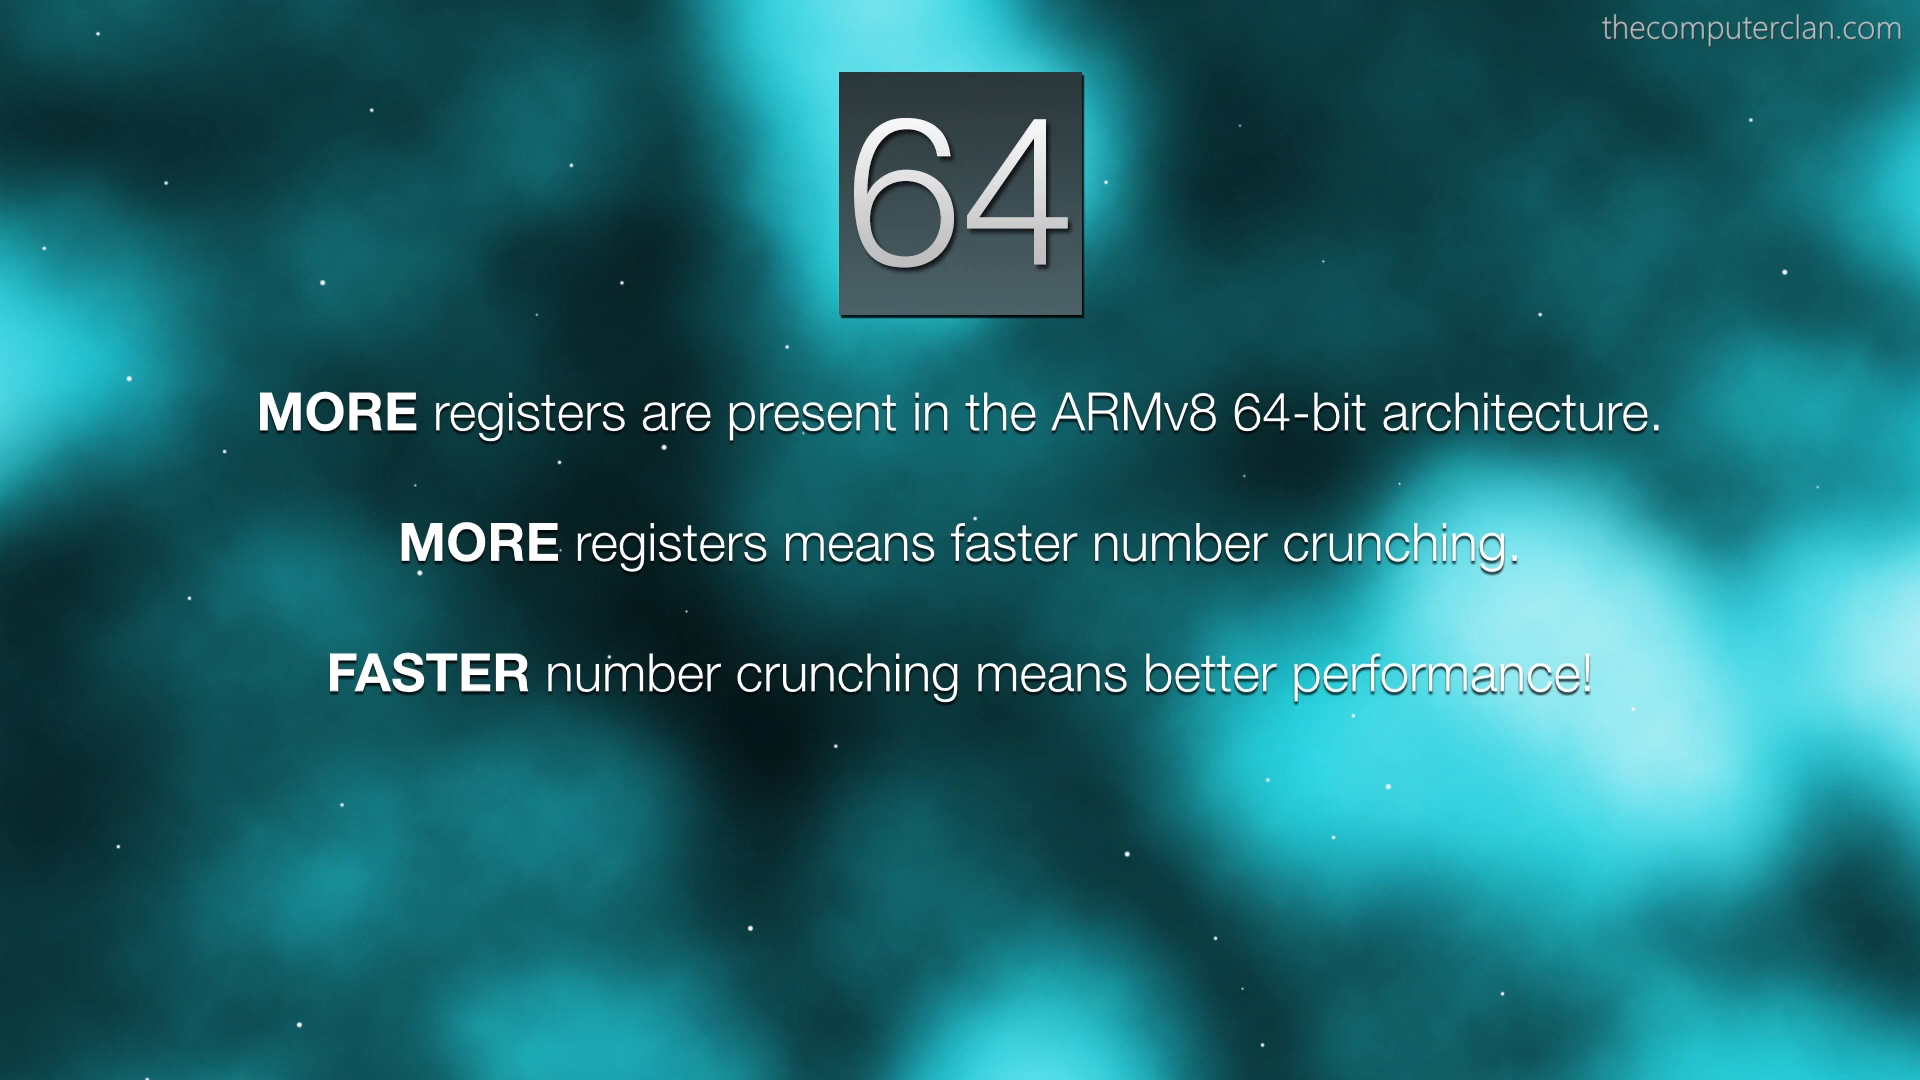 thecomputerclan.com
64
MORE registers are present in the ARMv8 64-bit architecture.
MORE registers means faster number crunching.
FASTER number crunching means better performance!